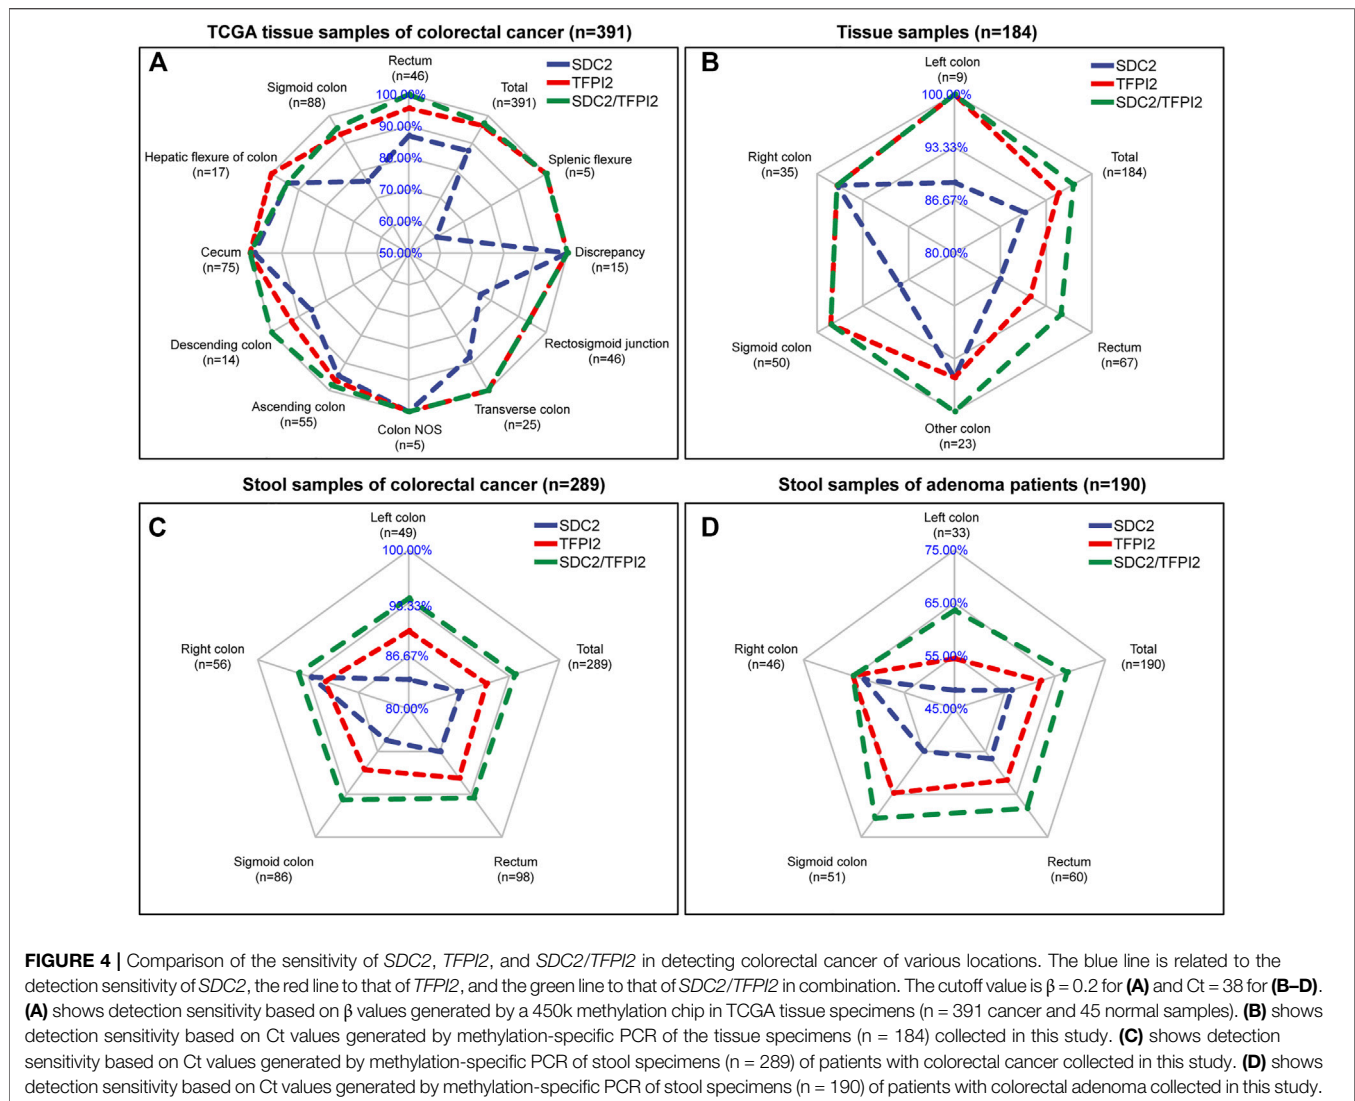 TCGA tissue samples of colorectal cancer (n=391)
A
SDC2
TFPI2
SDC2/TFPI2
Rectum
(n=46)
Total
(n=391)
Splenic flexure
(n=5)
Discrepancy
(n=15)
Rectosigmoid junction
(n=46)
Transverse colon
(n=25)
Colon NOS
(n=5)
Ascending colon
(n=55)
Descending colon
(n=14)
Cecum
(n=75)
Hepatic flexure of colon
(n=17)
Sigmoid colon
(n=88)
100.00%
90.00%
80.00%
70.00%
60.00%
50.00%
Tissue samples (n=184)
B
SDC2
TFPI2
SDC2/TFPI2
Left colon
(n=9)
Total
(n=184)
Rectum
(n=67)
Other colon
(n=23)
Sigmoid colon
(n=50)
Right colon
(n=35)
100.00%
93.33%
86.67%
80.00%
Stool samples of colorectal cancer (n=289)
C
SDC2
TFPI2
SDC2/TFPI2
Left colon
(n=49)
Total
(n=289)
Rectum
(n=98)
Sigmoid colon
(n=86)
Right colon
(n=56)
100.00%
93.33%
86.67%
80.00%
Stool samples of adenoma patients (n=190)
D
SDC2
TFPI2
SDC2/TFPI2
Left colon
(n=33)
Total
(n=190)
Rectum
(n=60)
Sigmoid colon
(n=51)
Right colon
(n=46)
75.00%
65.00%
55.00%
45.00%
FIGURE 4 | Comparison of the sensitivity of SDC2, TFPI2, and SDC2/TFPI2 in detecting colorectal cancer of various locations. The blue line is related to the
detection sensitivity of SDC2, the red line to that of TFPI2, and the green line to that of SDC2/TFPI2 in combination. The cutoff value is β = 0.2 for (A) and Ct = 38 for (B–D).
(A) shows detection sensitivity based on β values generated by a 450k methylation chip in TCGA tissue specimens (n = 391 cancer and 45 normal samples). (B) shows
detection sensitivity based on Ct values generated by methylation-specific PCR of the tissue specimens (n = 184) collected in this study. (C) shows detection
sensitivity based on Ct values generated by methylation-specific PCR of stool specimens (n = 289) of patients with colorectal cancer collected in this study. (D) shows
detection sensitivity based on Ct values generated by methylation-specific PCR of stool specimens (n = 190) of patients with colorectal adenoma collected in this study.